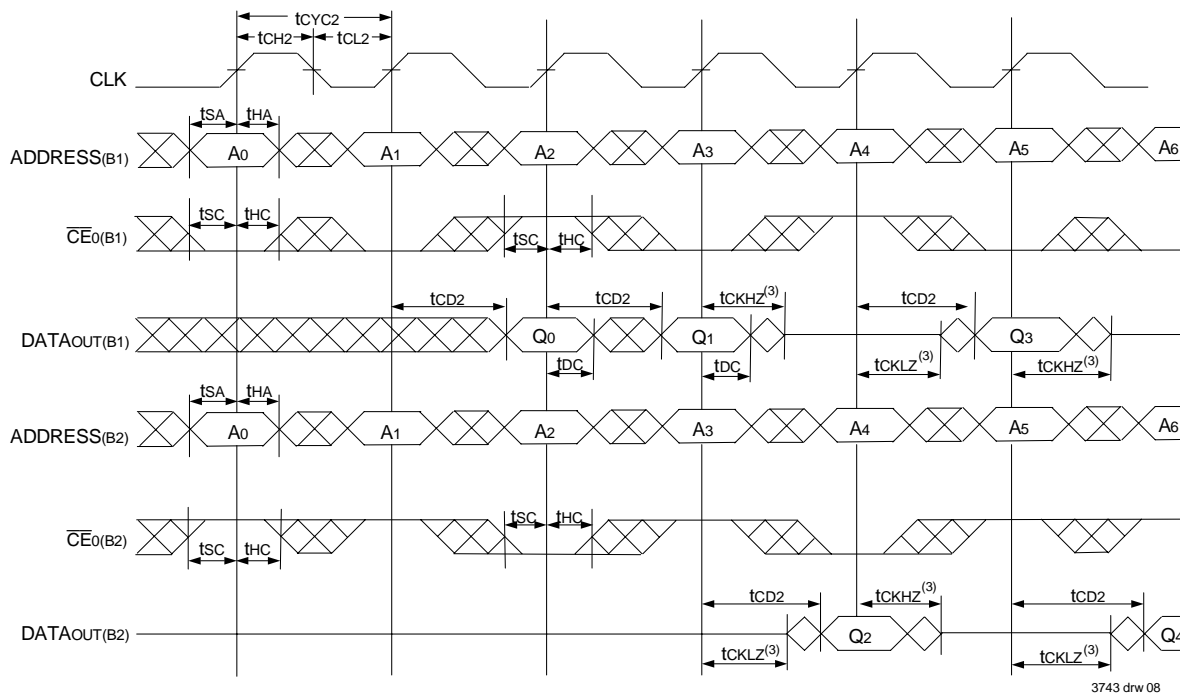 tCYC2
tCH2 tCL2
CLK
tSA tHA
ADDRESS(B1) A0 A1 A2 A3 A4 A5 A6
tSC tHC
CE0(B1)
tSC tHC
tCD2 tCD2 tCKHZ(3) tCD2
DATAOUT(B1) Q0 Q1 Q3
tDC tDC tCKLZ(3) tCKHZ(3)
tSA tHA
ADDRESS(B2) A0 A1 A2 A3 A4 A5 A6
tSC tHC
CE0(B2)
tSC tHC
tCD2 tCKHZ(3) tCD2
DATAOUT(B2) Q2 Q4
tCKLZ(3) tCKLZ(3)
3743 drw 08